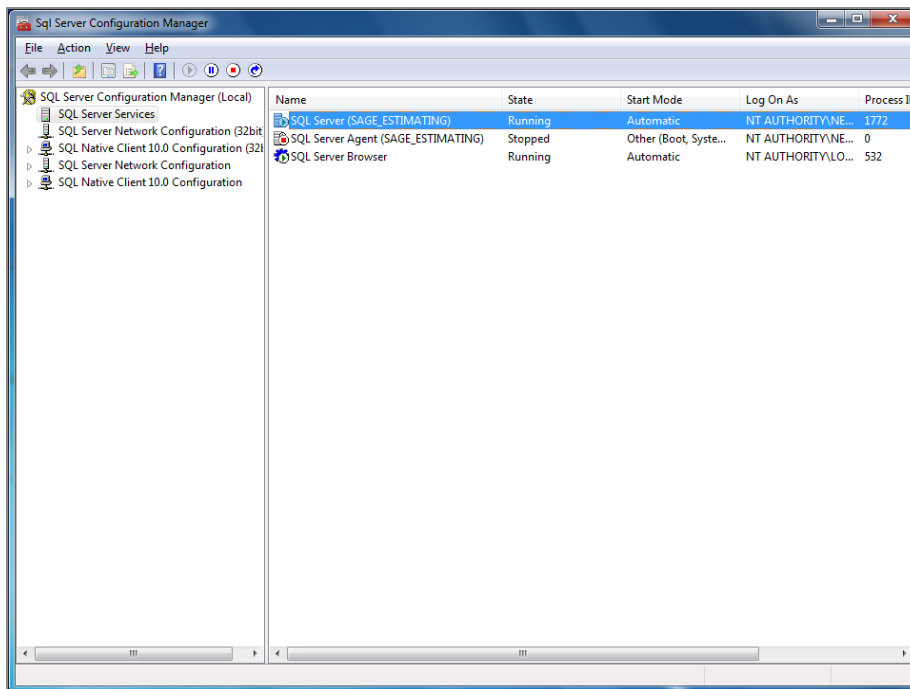 Sql Server Configuration Manager
File Action View Help
SQL Server Configuration Manager (Local)
SQL Server Services
SQL Server Network Configuration (32bit
SQL Native Client 10.0 Configuration (32
SQL Server Network Configuration
SQL Native Client 10.0 Configuration
Name State Start Mode Log On As Process I
SQL Server (SAGE_ESTIMATING) Running Automatic NT AUTHORITY\NE... 1772
SQL Server Agent (SAGE_ESTIMATING) Stopped Other (Boot, Syste... NT AUTHORITY\NE... 0
SQL Server Browser Running Automatic NT AUTHORITY\LO... 532